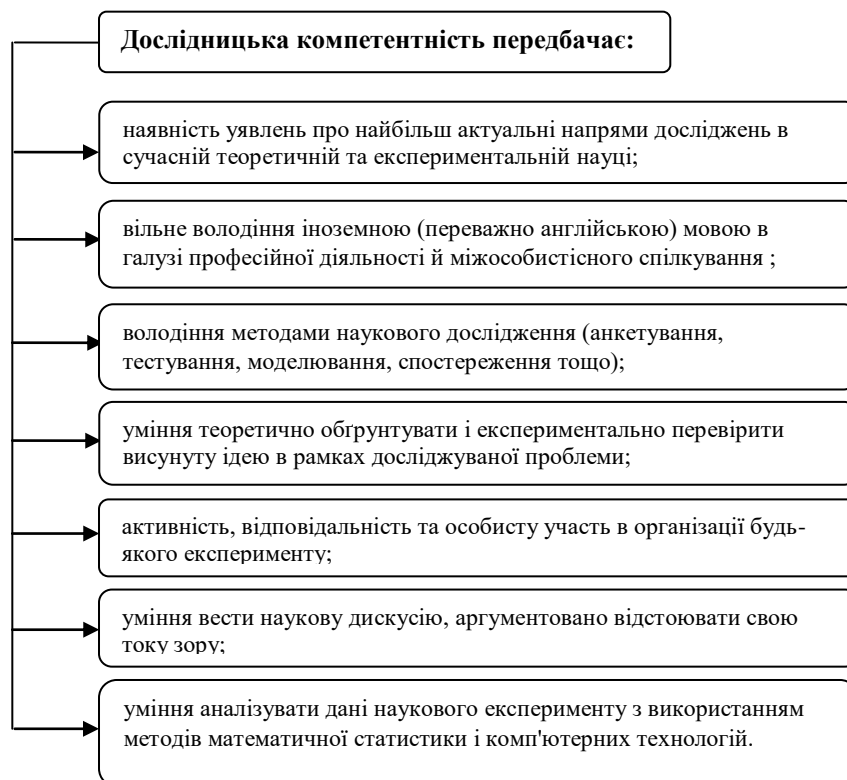 Дослідницька компетентність передбачає:
наявність уявлень про найбільш актуальні напрями досліджень в
сучасній теоретичній та експериментальній науці;
вільне володіння іноземною (переважно англійською) мовою в
галузі професійної діяльності й міжособистісного спілкування ;
володіння методами наукового дослідження (анкетування,
тестування, моделювання, спостереження тощо);
уміння теоретично обґрунтувати і експериментально перевірити
висунуту ідею в рамках досліджуваної проблеми;
активність, відповідальність та особисту участь в організації будь-
якого експерименту;
уміння вести наукову дискусію, аргументовано відстоювати свою
току зору;
уміння аналізувати дані наукового експерименту з використанням
методів математичної статистики і комп'ютерних технологій.